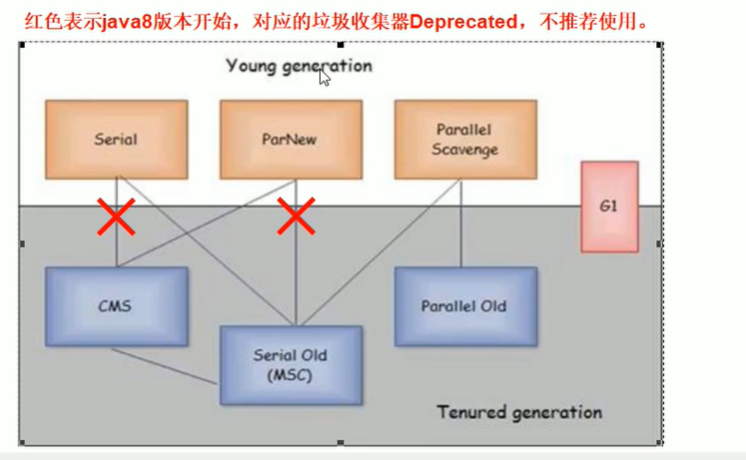 红色表示java8版本开始，对应的垃圾收集器Deprecated，不推荐使用。
Young generation
Serial
ParNew
Parallel
Scavenge
G1
CMS
Serial Old
(MSC)
Parallel Old
Tenured generation